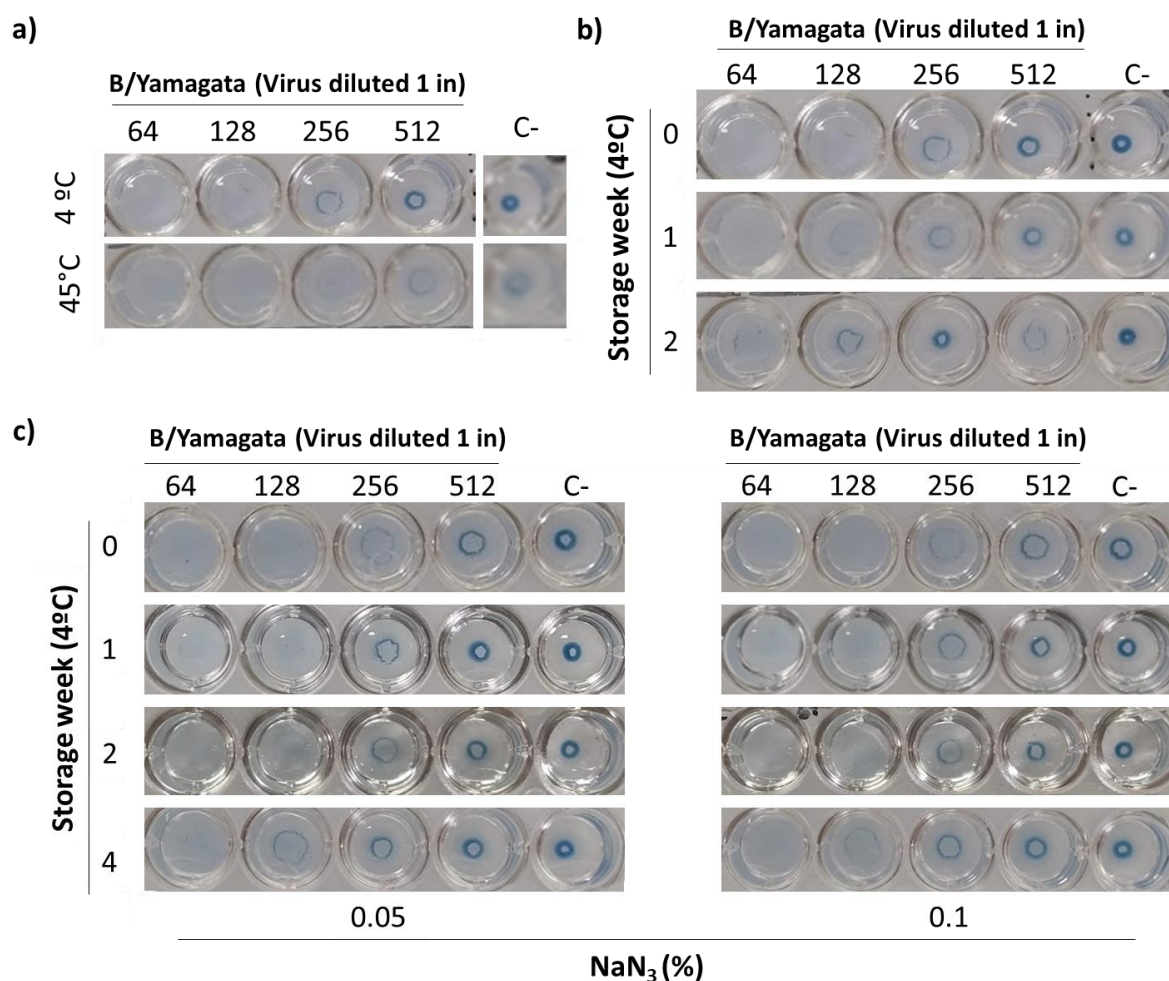 a)
B/Yamagata (Virus diluted 1 in)
64 128 256 512 C-
4 ºC
45°C
b)
B/Yamagata (Virus diluted 1 in)
64 128 256 512 C-
Storage week (4ºC)
0
1
2
c)
B/Yamagata (Virus diluted 1 in)
64 128 256 512 C-
Storage week (4ºC)
0
1
2
4
0.05
B/Yamagata (Virus diluted 1 in)
64 128 256 512 C-
0.1
NaN₃ (%)